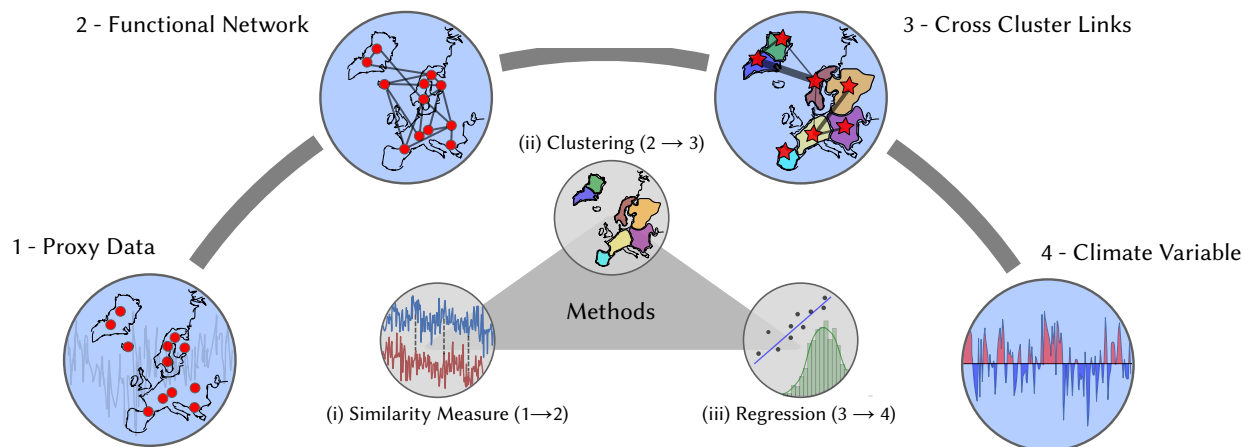 2 - Functional Network
3 - Cross Cluster Links
(ii) Clustering (2 → 3)
1 - Proxy Data
4 - Climate Variable
Methods
(i) Similarity Measure (1→2)
(iii) Regression (3 → 4)